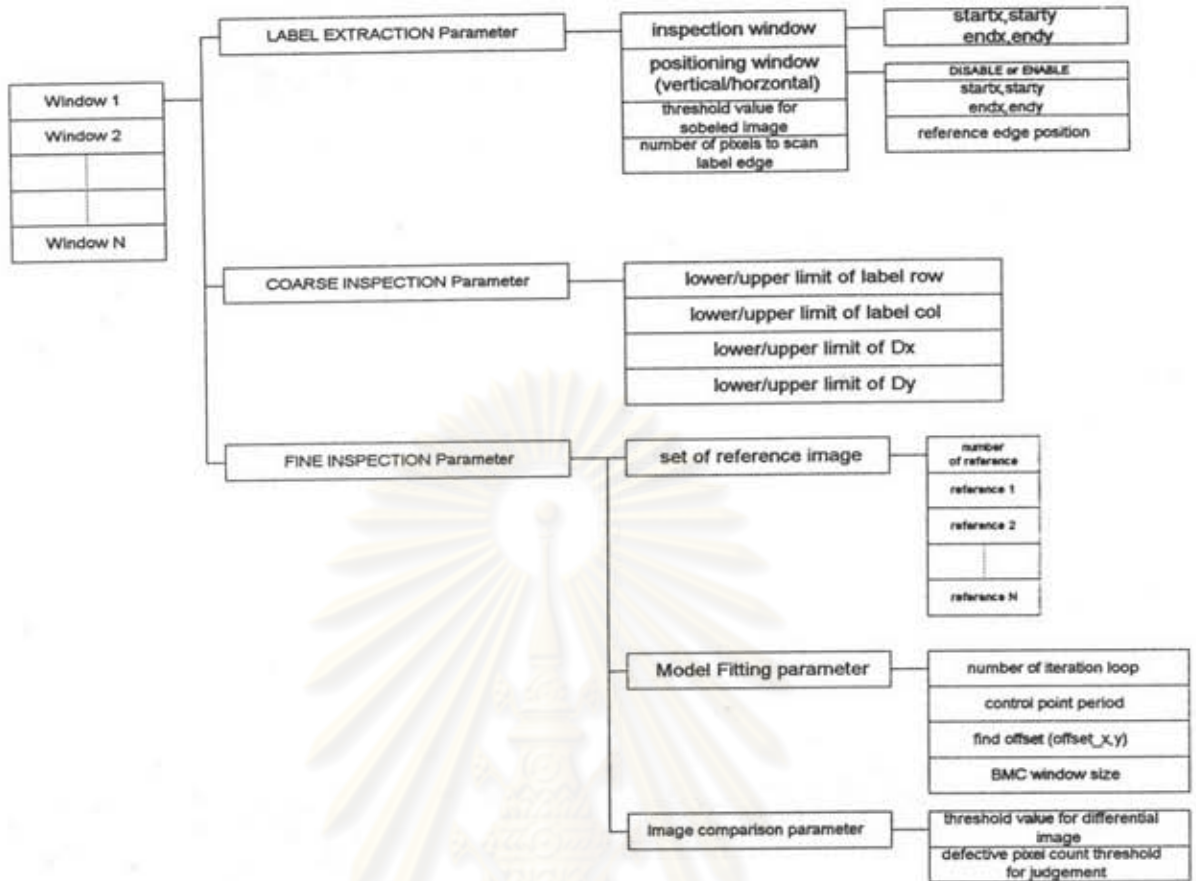 Window 1
Window 2
Window N
LABEL EXTRACTION Parameter
inspection window
startx,starty
endx,endy
positioning window
(vertical/horzontal)
DISABLE or ENABLE
startx,starty
endx,endy
reference edge position
threshold value for
sobeled image
number of pixels to scan
label edge
COARSE INSPECTION Parameter
lower/upper limit of label row
lower/upper limit of label col
lower/upper limit of Dx
lower/upper limit of Dy
FINE INSPECTION Parameter
set of reference image
number
of reference
reference 1
reference 2
reference N
Model Fitting parameter
number of iteration loop
control point period
find offset (offset_x,y)
BMC window size
Image comparison parameter
threshold value for differential
image
defective pixel count threshold
for judgement